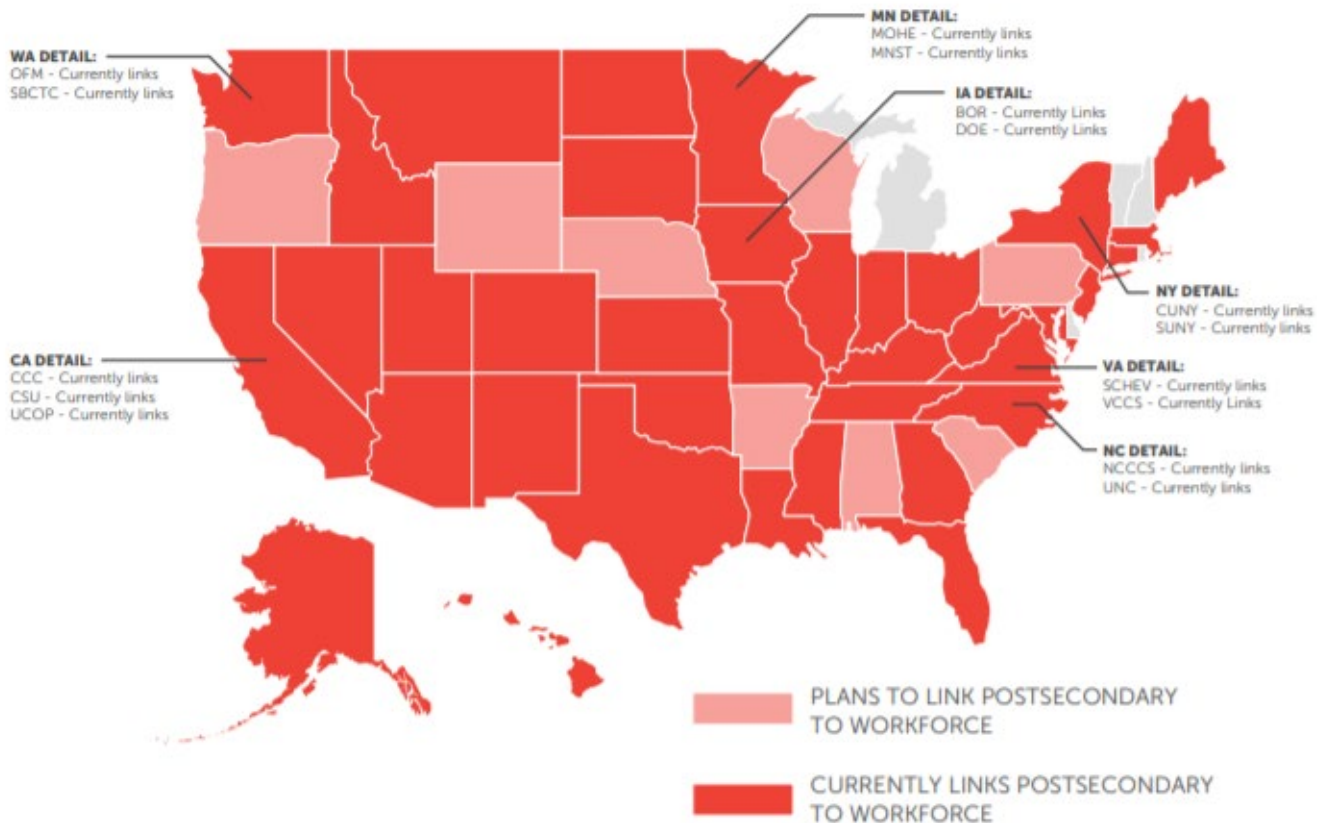 MN DETAIL:
MOHE - Currently links
MNST - Currently links
WA DETAIL:
OFM - Currently links
SBCTC - Currently links
IA DETAIL:
BOR - Currently Links
DOE - Currently Links
NY DETAIL:
CUNY - Currently links
SUNY - Currently links
CA DETAIL:
CCC - Currently links
CSU - Currently links
UCOP - Currently links
VA DETAIL:
SCHEV - Currently links
VCCS - Currently Links
NC DETAIL:
NCCCS - Currently links
UNC - Currently links
PLANS TO LINK POSTSECONDARY
TO WORKFORCE
CURRENTLY LINKS POSTSECONDARY
TO WORKFORCE